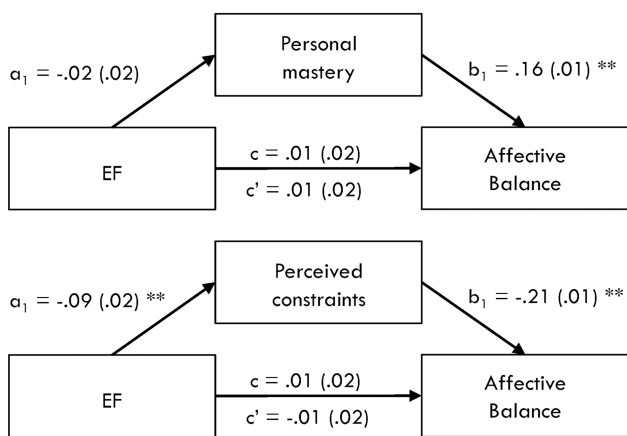 Personal
mastery
a₁ = -.02 (.02)
b₁ = .16 (.01) **
EF
c = .01 (.02)
c’ = .01 (.02)
Affective
Balance
Perceived
constraints
a₁ = -.09 (.02) **
b₁ = -.21 (.01) **
EF
c = .01 (.02)
c’ = -.01 (.02)
Affective
Balance